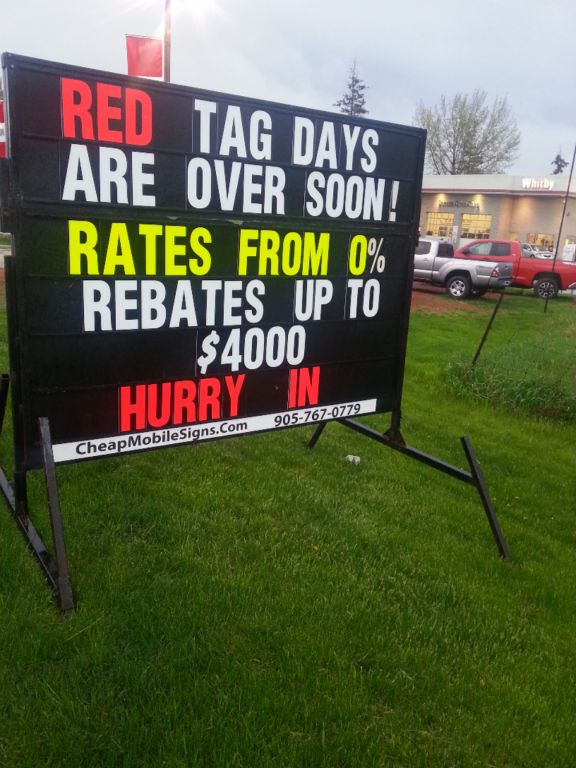 RED TAG DAYS
ARE OVER SOON!
RATES FROM 0%
REBATES UP TO
$4000
HURRY IN
CheapMobileSigns.Com 905-767-0779
Whitby